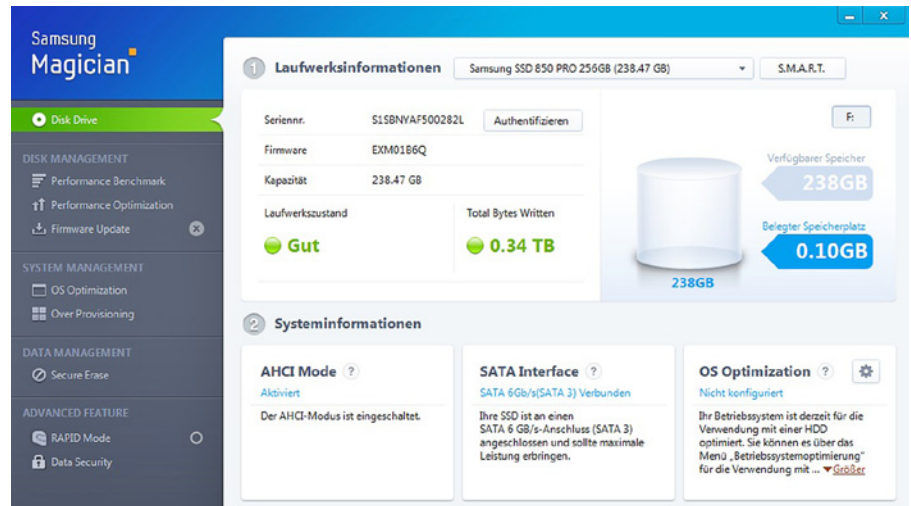 Samsung
Magician
Disk Drive
DISK MANAGEMENT
Performance Benchmark
Performance Optimization
Firmware Update
SYSTEM MANAGEMENT
OS Optimization
Over Provisioning
DATA MANAGEMENT
Secure Erase
ADVANCED FEATURE
RAPID Mode
Data Security
1 Laufwerksinformationen
Samsung SSD 850 PRO 256GB (238.47 GB)
S.M.A.R.T.
Seriennr. S1SBNYAF500282L Authentifizieren
Firmware EXM01B6Q
Kapazität 238.47 GB
Laufwerkszustand
Gut
Total Bytes Written
0.34 TB
F:
Verfügbarer Speicher
238GB
Belegter Speicherplatz
0.10GB
238GB
2 Systeminformationen
AHCI Mode ?
Aktiviert
Der AHCI-Modus ist eingeschaltet.
SATA Interface ?
SATA 6Gb/s(SATA 3) Verbunden
Ihre SSD ist an einen
SATA 6 GB/s-Anschluss (SATA 3)
angeschlossen und sollte maximale
Leistung erbringen.
OS Optimization ?
Nicht konfiguriert
Ihr Betriebssystem ist derzeit für die
Verwendung mit einer HDD
optimiert. Sie können es über das
Menü „Betriebssystemoptimierung"
für die Verwendung mit ... ▼Größer